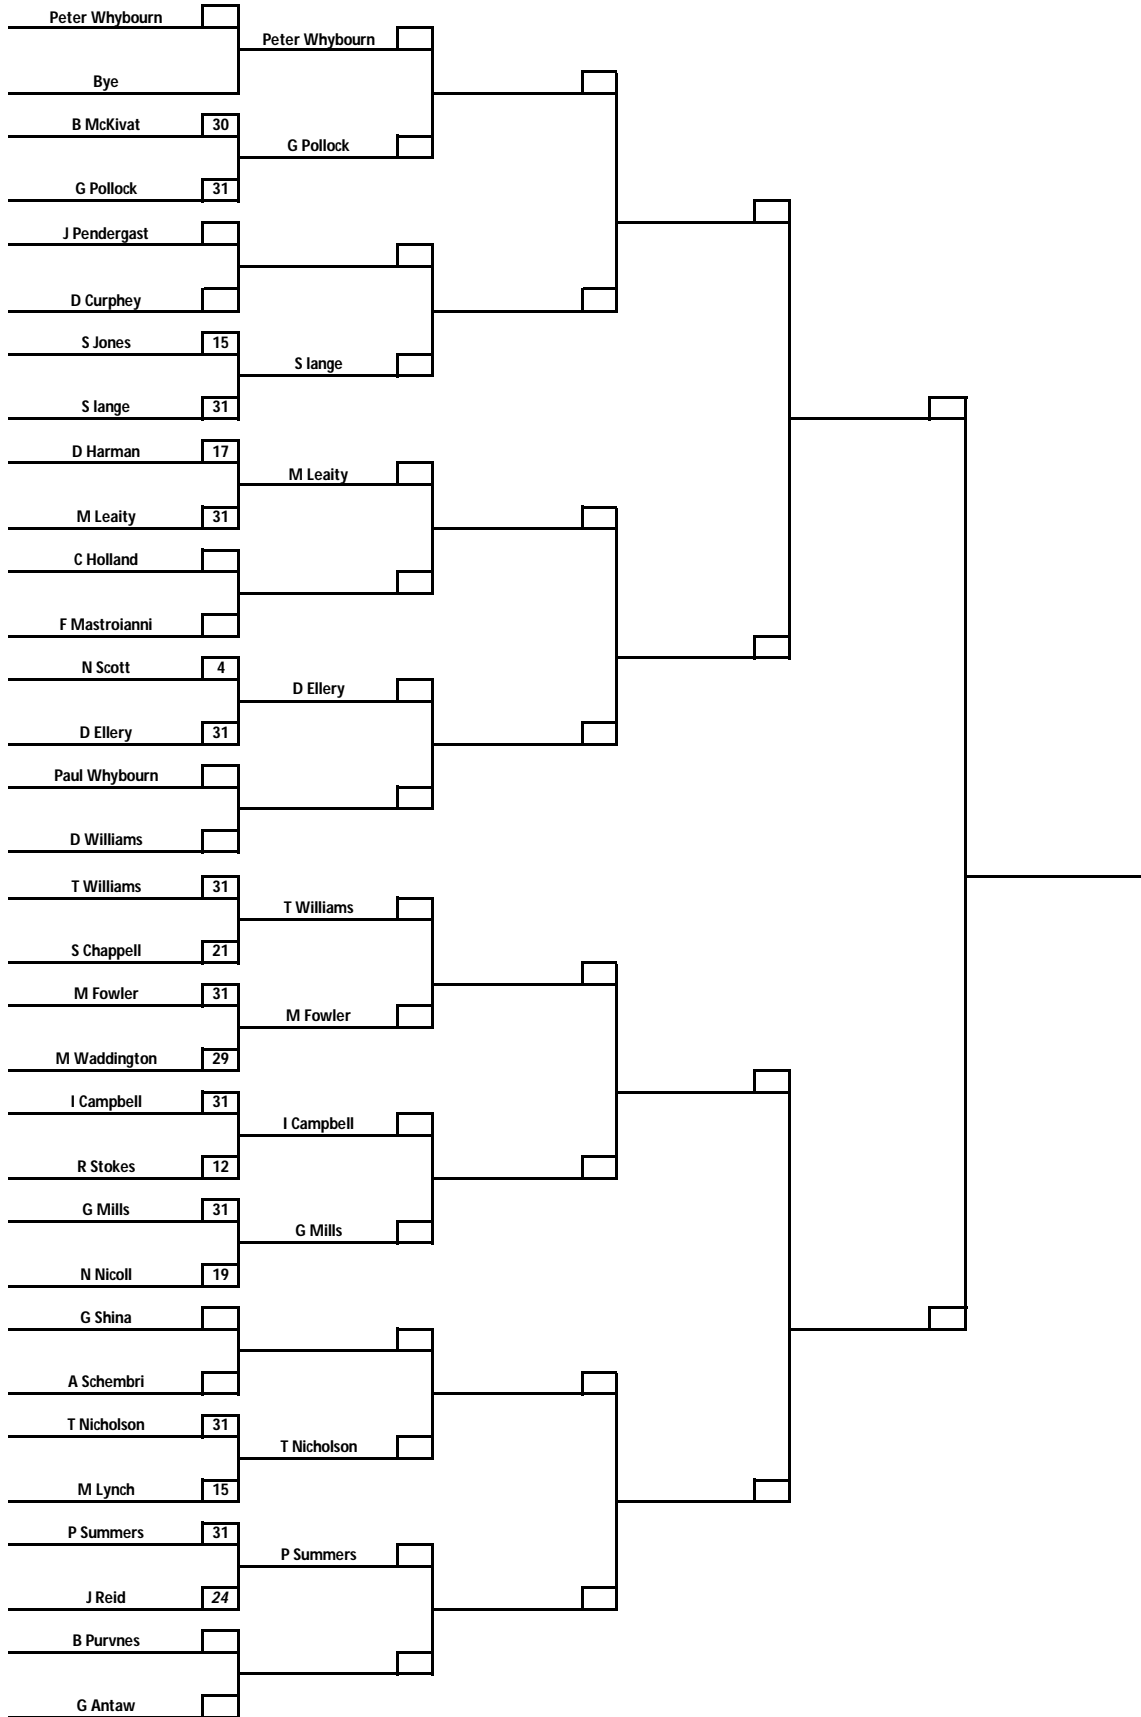 Peter Whybourn
Peter Whybourn
Bye
B McKivat 30
G Pollock
G Pollock 31
J Pendergast
D Curphey
S Jones 15
S lange
S lange 31
D Harman 17
M Leaity
M Leaity 31
C Holland
F Mastroianni
N Scott 4
D Ellery
D Ellery 31
Paul Whybourn
D Williams
T Williams 31
T Williams
S Chappell 21
M Fowler 31
M Fowler
M Waddington 29
I Campbell 31
I Campbell
R Stokes 12
G Mills 31
G Mills
N Nicoll 19
G Shina
A Schembri
T Nicholson 31
T Nicholson
M Lynch 15
P Summers 31
P Summers
J Reid 24
B Purvnes
G Antaw